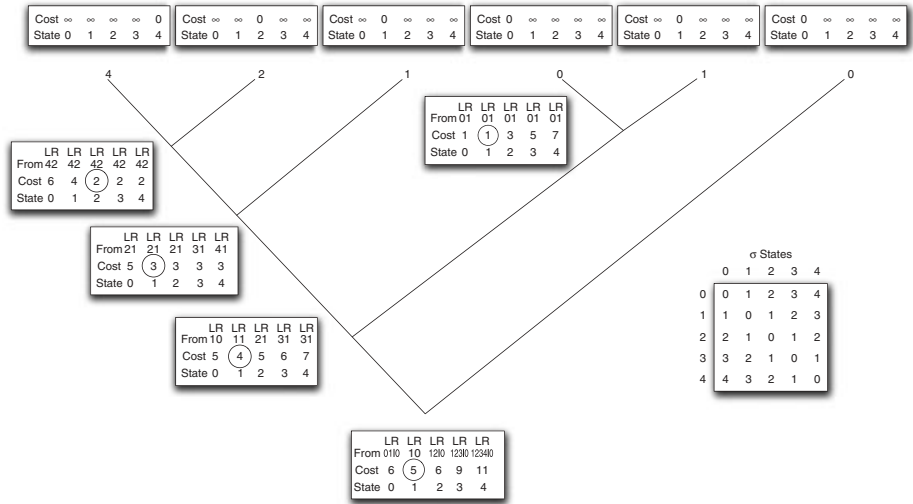 Cost ∞ ∞ ∞ ∞ 0
State 0 1 2 3 4
Cost ∞ ∞ 0 ∞ ∞
State 0 1 2 3 4
Cost ∞ 0 ∞ ∞ ∞
State 0 1 2 3 4
Cost 0 ∞ ∞ ∞ ∞
State 0 1 2 3 4
Cost ∞ 0 ∞ ∞ ∞
State 0 1 2 3 4
Cost 0 ∞ ∞ ∞ ∞
State 0 1 2 3 4
4 2 1 0 1 0
LR LR LR LR LR
From 01 01 01 01 01
Cost 1 1 3 5 7
State 0 1 2 3 4
LR LR LR LR LR
From 42 42 42 42 42
Cost 6 4 2 2 2
State 0 1 2 3 4
LR LR LR LR LR
From 21 21 21 31 41
Cost 5 3 3 3 3
State 0 1 2 3 4
LR LR LR LR LR
From 10 11 21 31 31
Cost 5 4 5 6 7
State 0 1 2 3 4
σ States
0 1 2 3 4
0 0 1 2 3 4
1 1 0 1 2 3
2 2 1 0 1 2
3 3 2 1 0 1
4 4 3 2 1 0
LR LR LR LR LR
From 01|0 10 12|0 123|0 1234|0
Cost 6 5 6 9 11
State 0 1 2 3 4